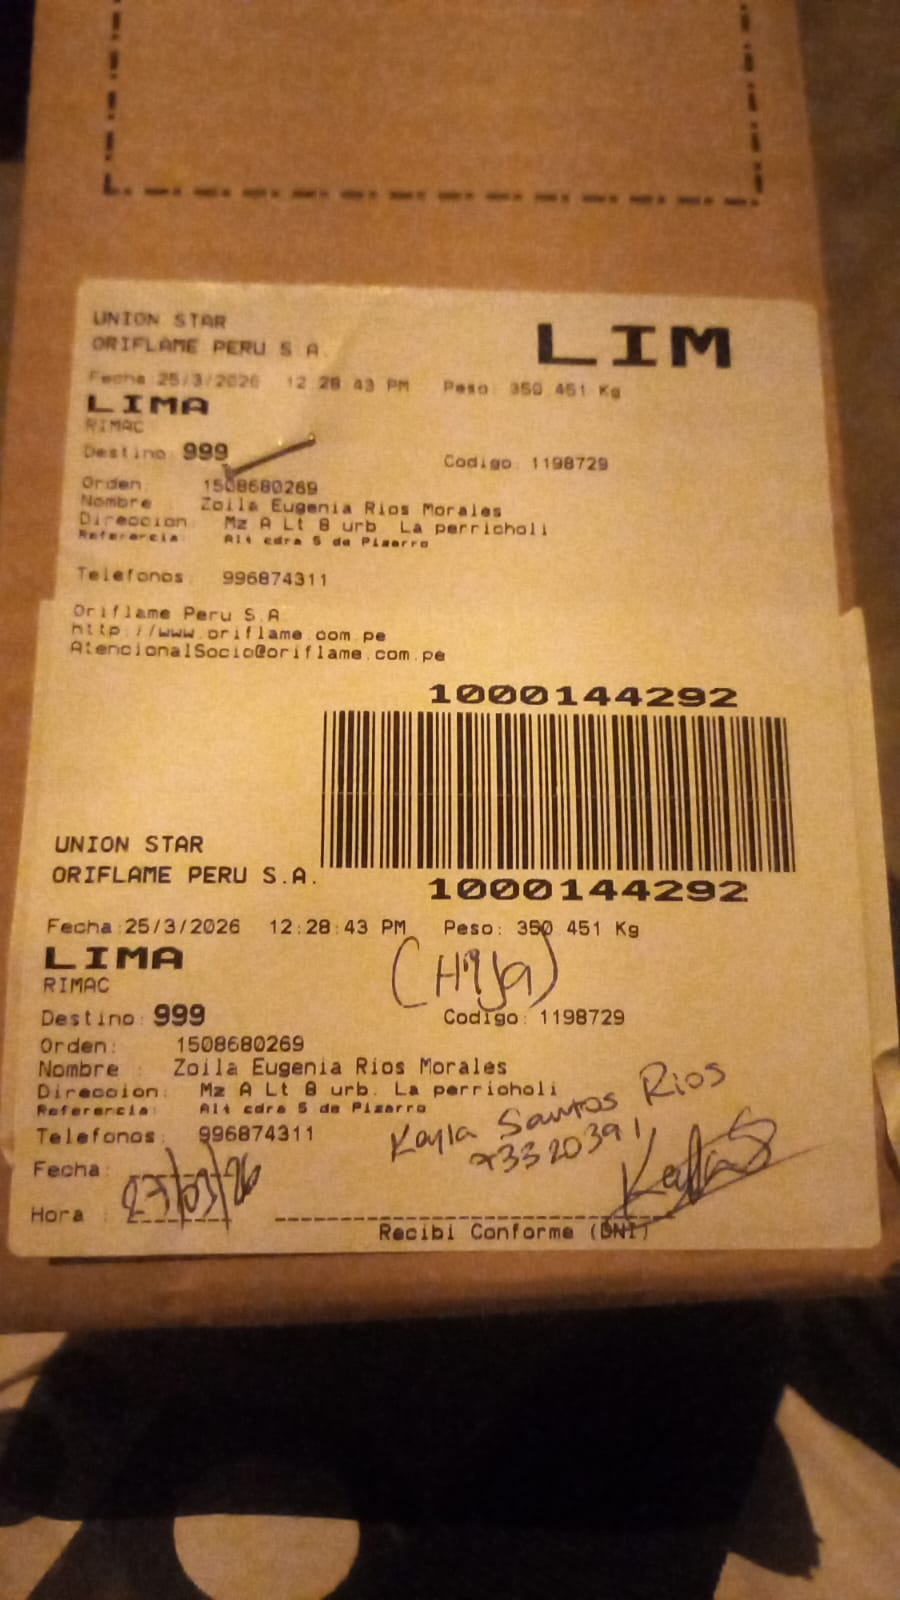 UNION STAR
LIM
ORIFLAME PERU S A
Fecha 25/3/2026 12 28 43 PM Peso: 350 451 Kg
LIMA
RIMAC
Destino: 999
Codigo: 1198729
Orden: 1508680269
Nombre Zoila Eugenia Rios Morales
Direccion: Mz A Lt 8 urb. La perricholi
Referencia: Alt cdra 5 de Pizarro
Telefonos 996874311
Oriflame Peru S.A
http://www.oriflame.com.pe
AtencionalSocio@oriflame.com.pe
1000144292
UNION STAR
ORIFLAME PERU S.A.
1000144292
Fecha:25/3/2026 12:28:43 PM Peso: 350 451 Kg
LIMA
(Hija)
RIMAC
Destino: 999
Codigo: 1198729
Orden: 1508680269
Nombre : Zoila Eugenia Rios Morales
Direccion: Mz A Lt 8 urb. La perricholi
Referencia: Alt cdra 5 de Pizarro
Kayla Santos Rios
Telefonos: 996874311
73320391
Fecha: 27/03/26
Hora :
Recibi Conforme (DNI)